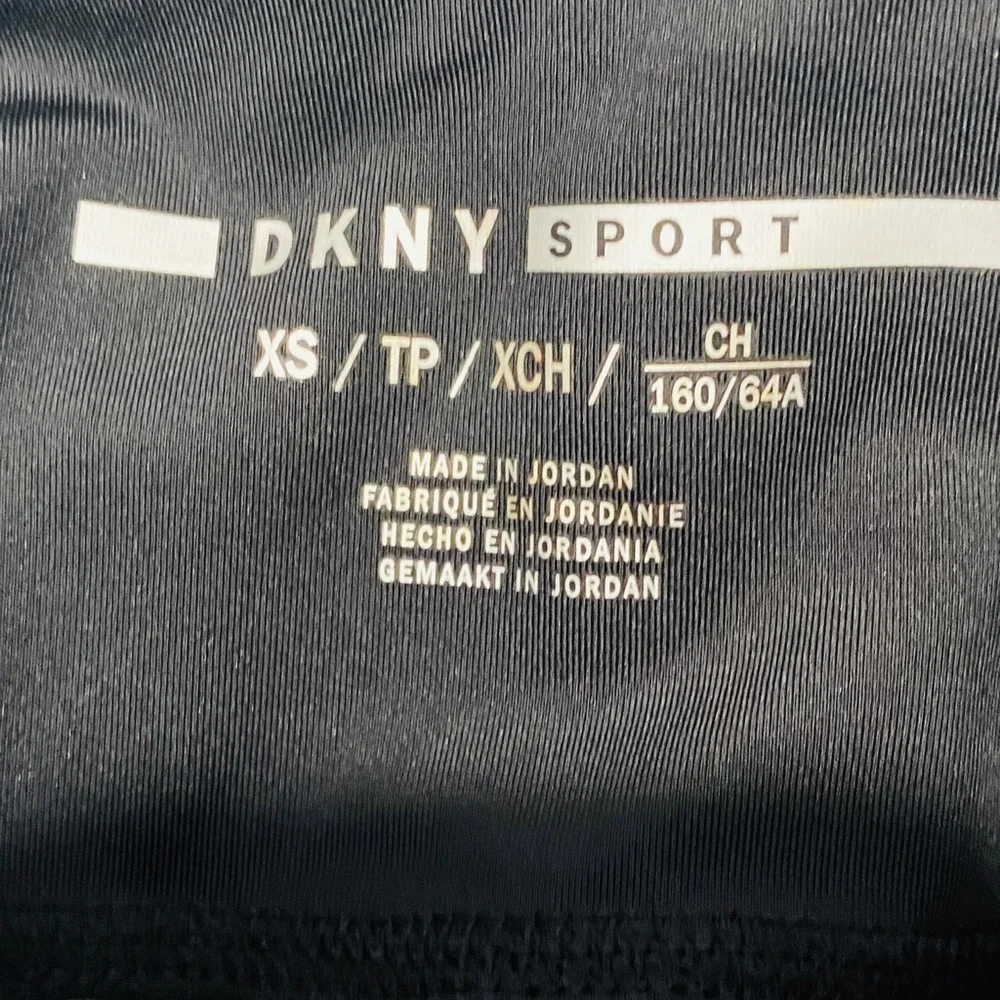 DKNY SPORT
XS / TP / XCH / CH
160/64A
MADE IN JORDAN
FABRIQUÉ EN JORDANIE
HECHO EN JORDANIA
GEMAAKT IN JORDAN